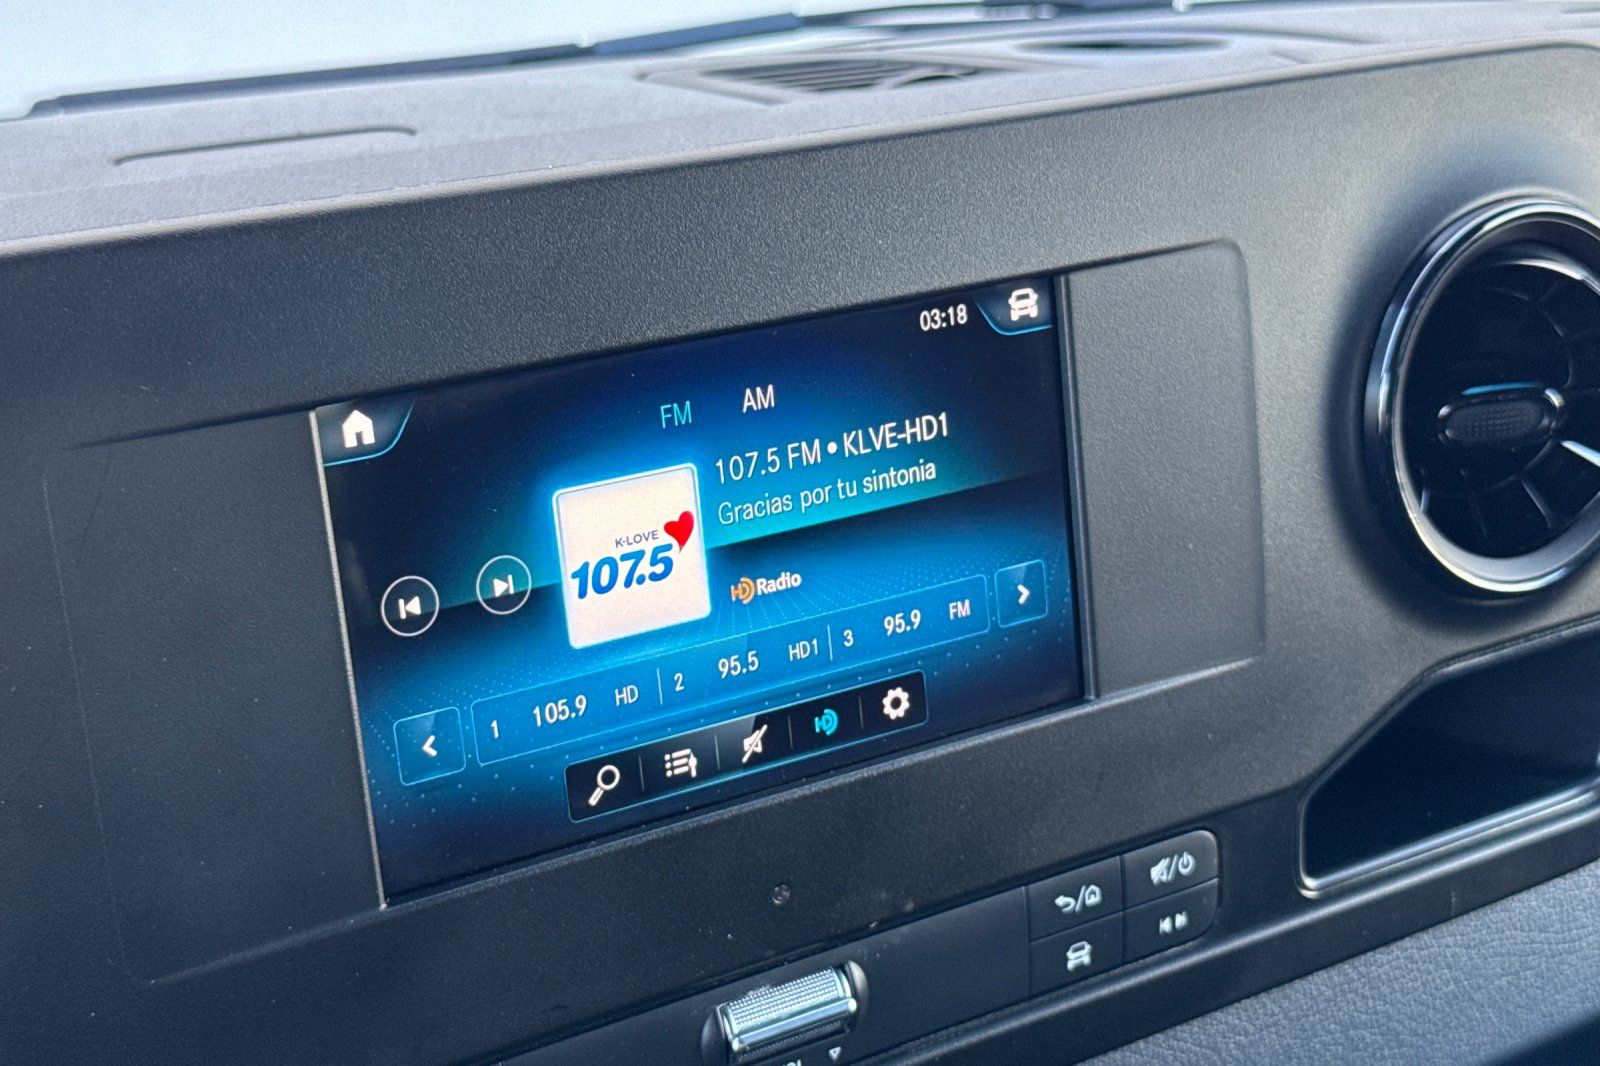 03:18
FM AM
107.5 FM • KLVE-HD1
Gracias por tu sintonia
K-LOVE
107.5
HD Radio
1 105.9 HD 2 95.5 HD1 3 95.9 FM
HD